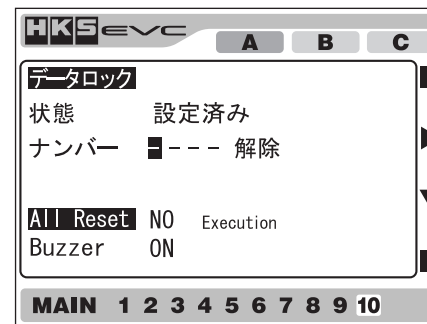 HKS EVC
A B C
データロック
状態 設定済み
ナンバー ---- 解除
All Reset NO Execution
Buzzer ON
MAIN 1 2 3 4 5 6 7 8 9 10